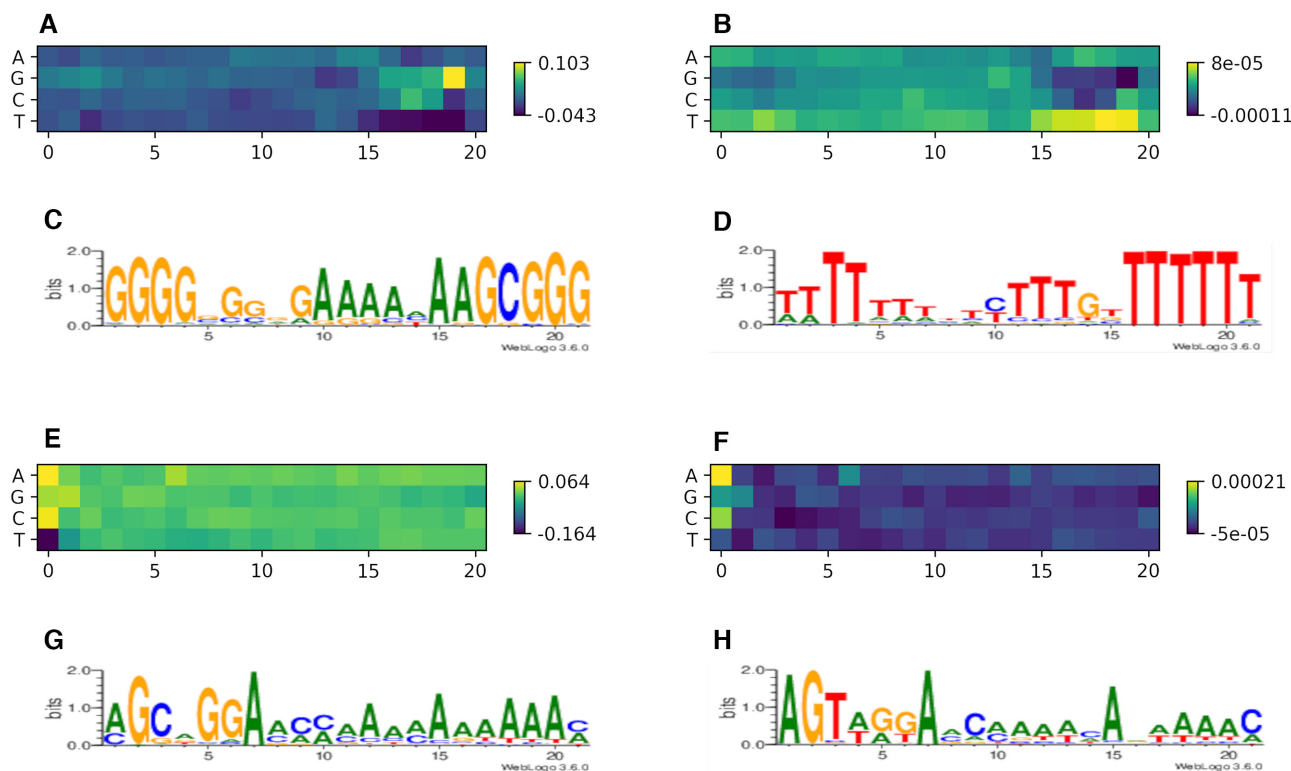 A
B
A
G
C
T
0.103
-0.043
0 5 10 15 20
A
G
C
T
8e-05
-0.00011
0 5 10 15 20
C
D
2.0
1.0
0.0
bits
5 10 15 20
WebLogo 3.6.0
2.0
1.0
0.0
bits
5 10 15 20
WebLogo 3.6.0
E
F
A
G
C
T
0.064
-0.164
0 5 10 15 20
A
G
C
T
0.00021
-5e-05
0 5 10 15 20
G
H
2.0
1.0
0.0
bits
5 10 15 20
WebLogo 3.6.0
2.0
1.0
0.0
bits
5 10 15 20
WebLogo 3.6.0